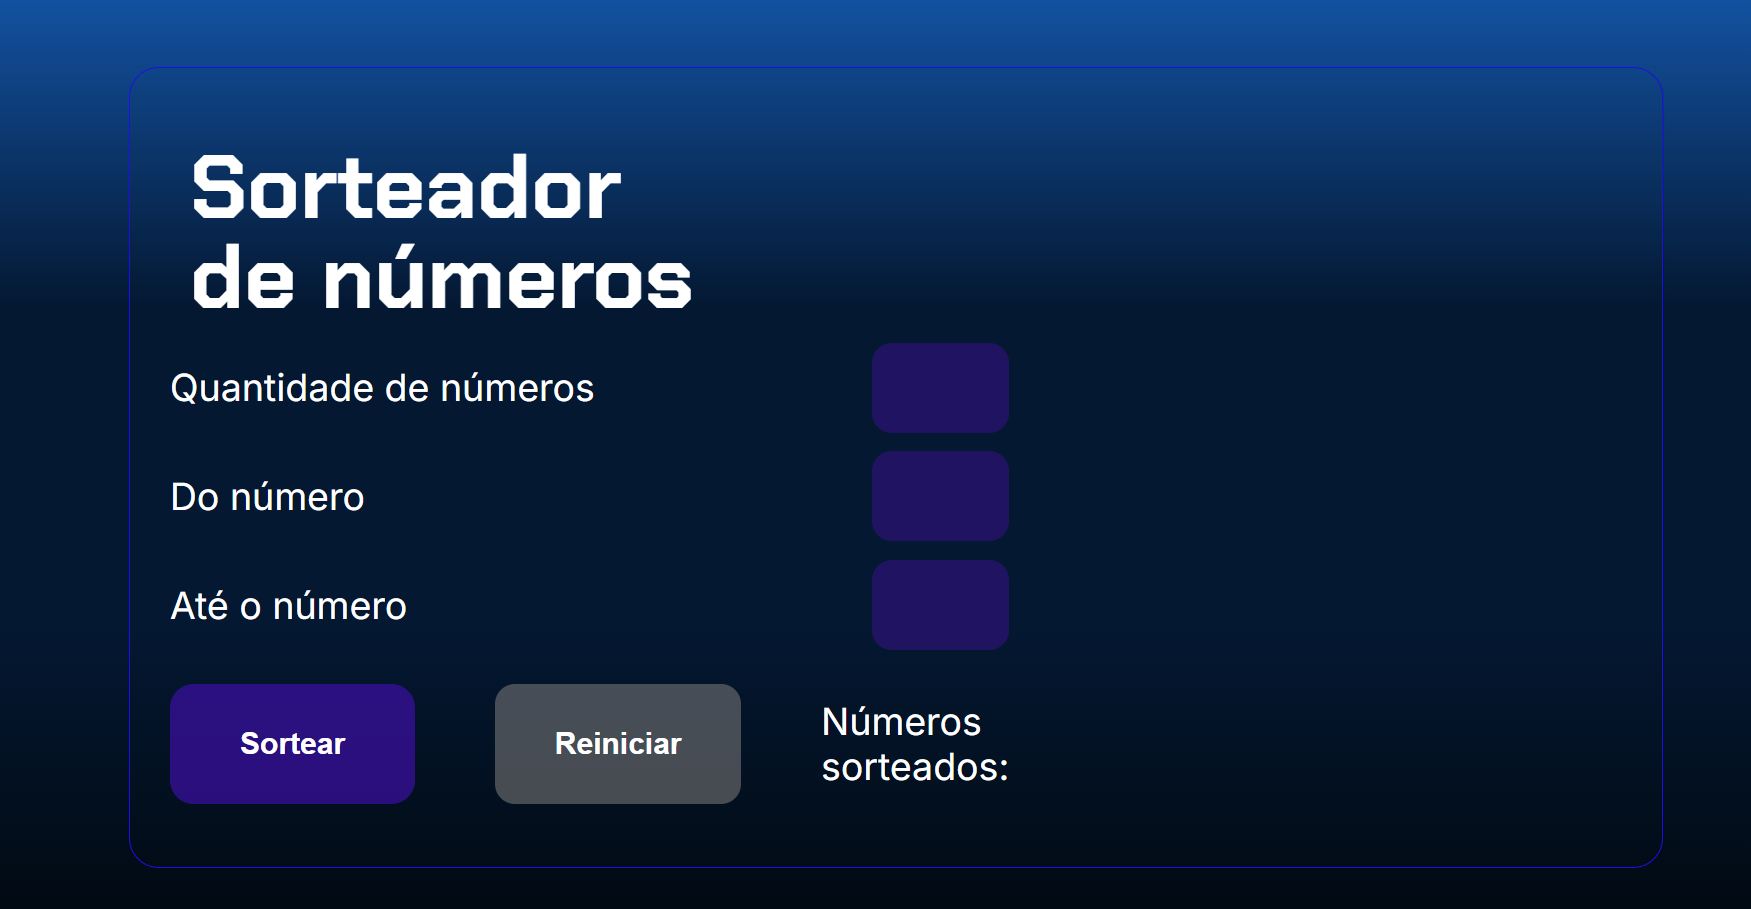 Sorteador
de números
Quantidade de números
Do número
Até o número
Sortear
Reiniciar
Números
sorteados: